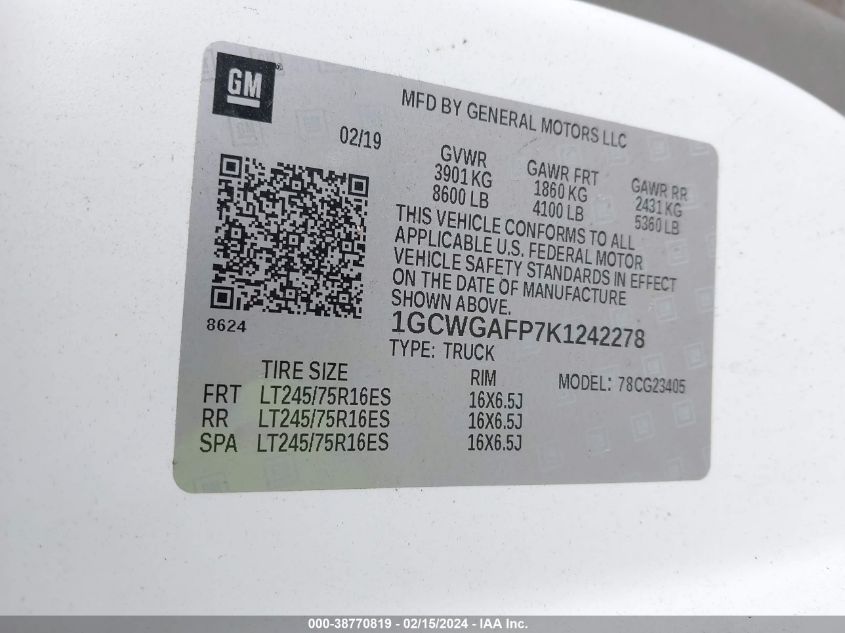 GM
MFD BY GENERAL MOTORS LLC
02/19
GVWR GAWR FRT GAWR RR
3901 KG 1860 KG 2431 KG
8600 LB 4100 LB 5360 LB
THIS VEHICLE CONFORMS TO ALL
APPLICABLE U.S. FEDERAL MOTOR
VEHICLE SAFETY STANDARDS IN EFFECT
ON THE DATE OF MANUFACTURE
SHOWN ABOVE.
8624
1GCWGAFP7K1242278
TYPE: TRUCK
TIRE SIZE RIM MODEL: 78CG23405
FRT LT245/75R16ES 16X6.5J
RR LT245/75R16ES 16X6.5J
SPA LT245/75R16ES 16X6.5J
000-38770819 - 02/15/2024 - IAA Inc.